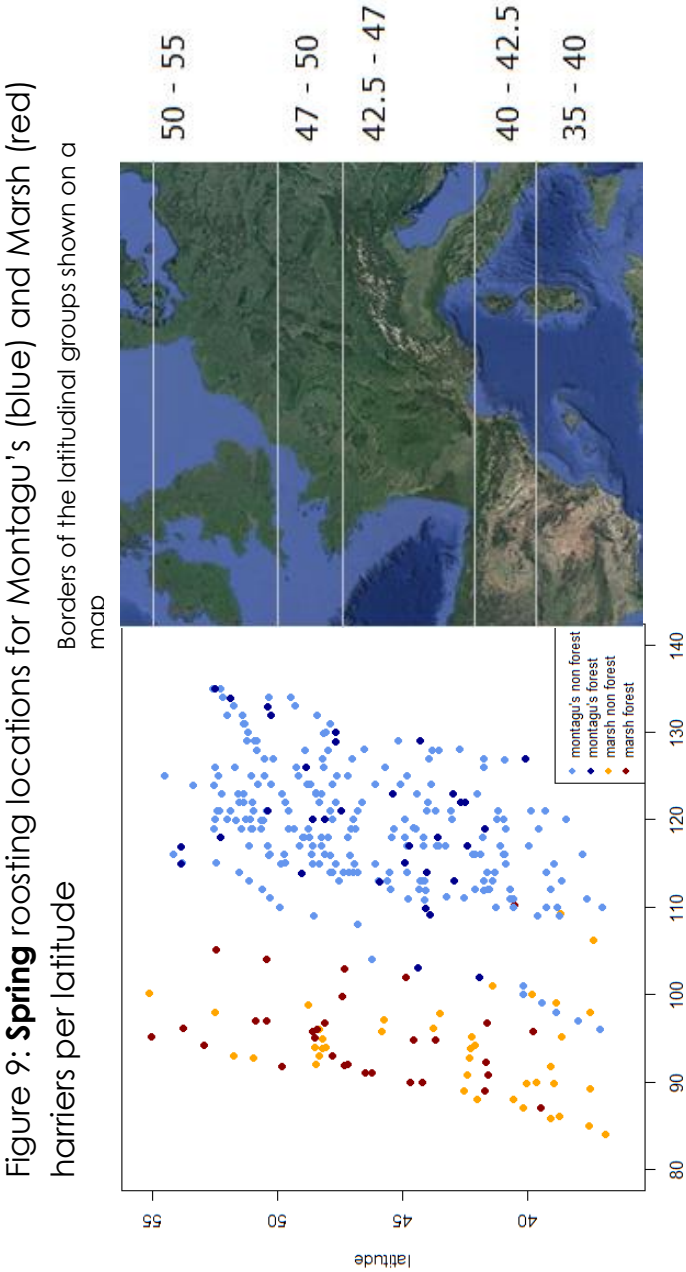 Figure 9: Spring roosting locations for Montagu's (blue) and Marsh (red)
harriers per latitude
Borders of the latitudinal groups shown on a
map
latitude
55
50
45
40
80
90
100
110
120
130
140
montagu's non forest
montagu's forest
marsh non forest
marsh forest
50 - 55
47 - 50
42.5 - 47
40 - 42.5
35 - 40